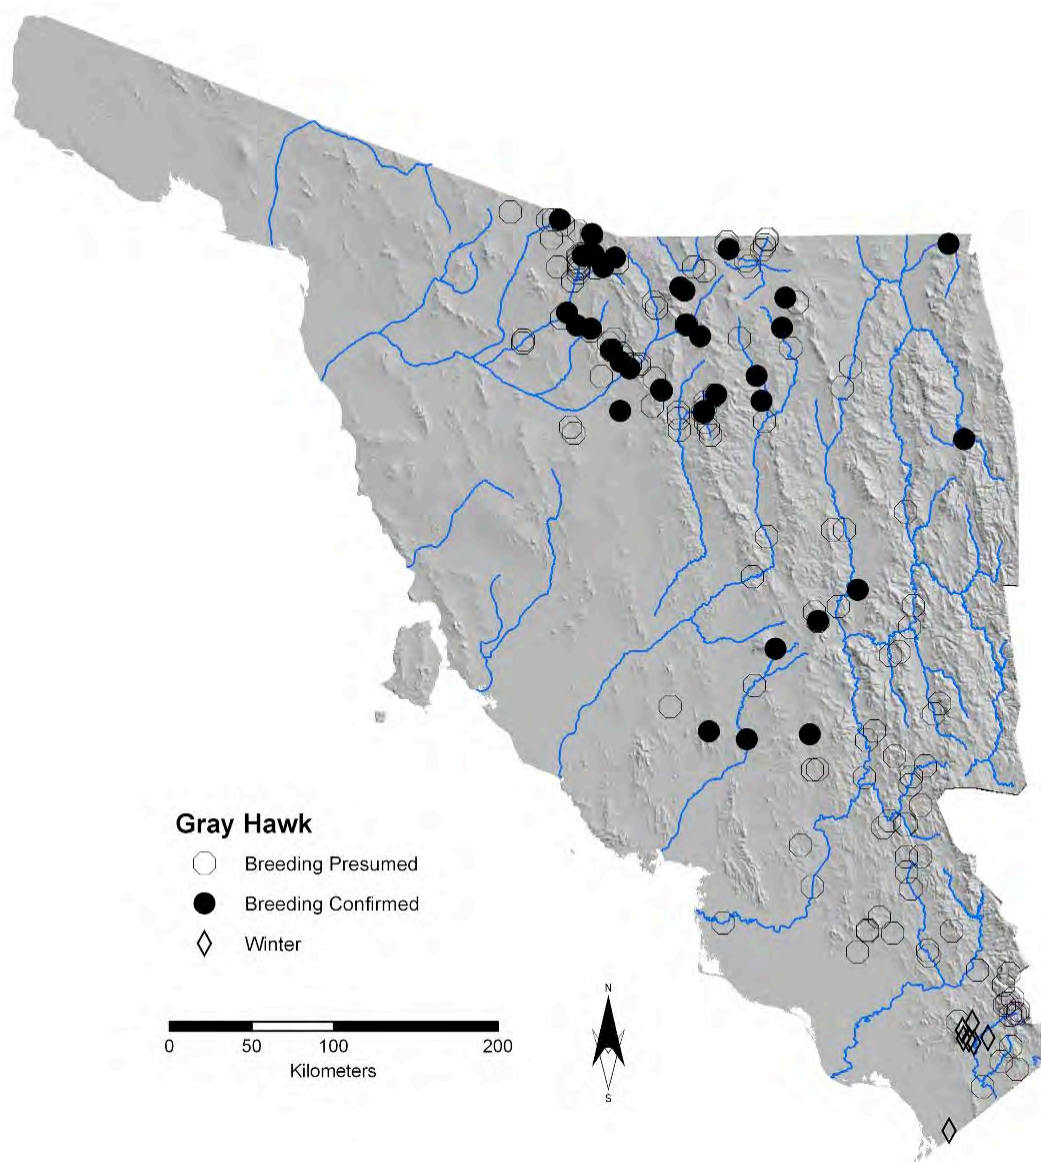 Gray Hawk
Breeding Presumed
Breeding Confirmed
Winter
N
S
0 50 100 200
Kilometers